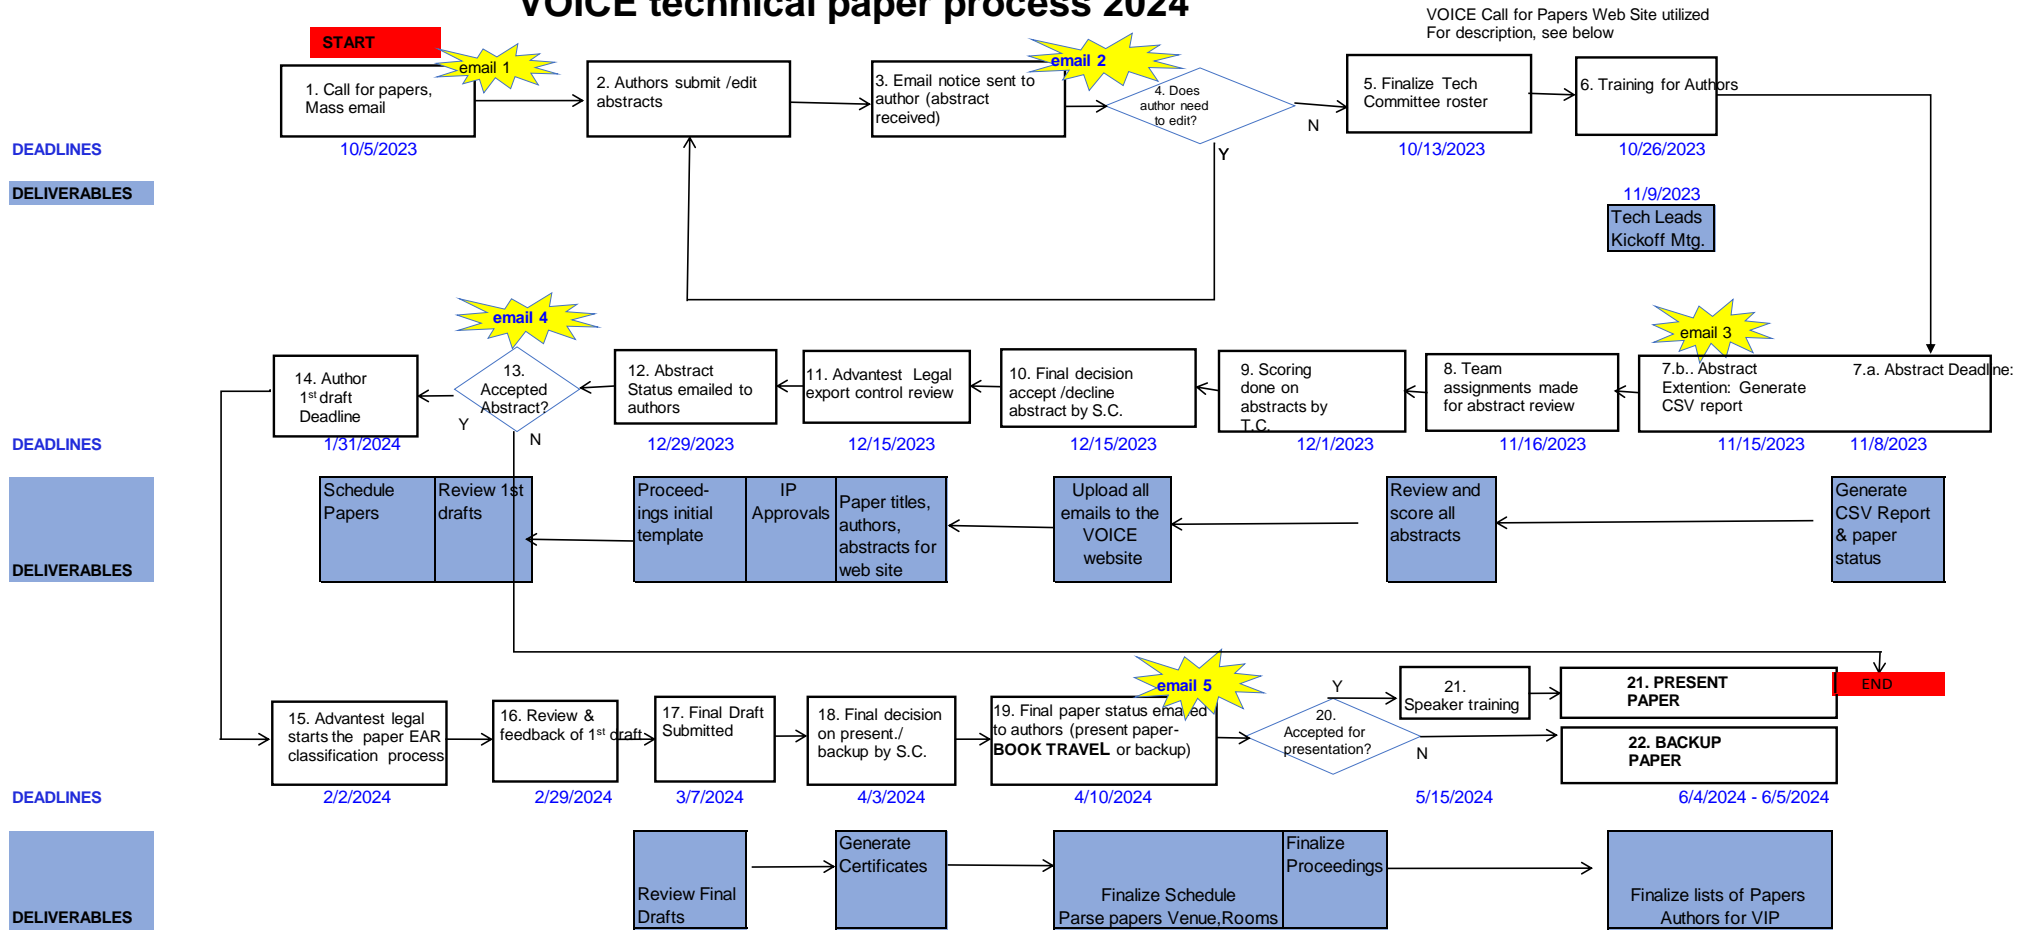 VOICE technical paper process 2024
VOICE Call for Papers Web Site utilized
For description, see below
START
email 1
email 2
1. Call for papers,
Mass email
2. Authors submit /edit
abstracts
3. Email notice sent to
author (abstract
received)
4. Does
author need
to edit?
N
Y
5. Finalize Tech
Committee roster
6. Training for Authors
DEADLINES
10/5/2023
10/13/2023
10/26/2023
DELIVERABLES
11/9/2023
Tech Leads
Kickoff Mtg.
email 4
email 3
14. Author
1st draft
Deadline
13.
Accepted
Abstract?
Y
N
12. Abstract
Status emailed to
authors
11. Advantest Legal
export control review
10. Final decision
accept /decline
abstract by S.C.
9. Scoring
done on
abstracts by
T.C.
8. Team
assignments made
for abstract review
7.b.. Abstract
Extention: Generate
CSV report
7.a. Abstract Deadline:
DEADLINES
1/31/2024
12/29/2023
12/15/2023
12/15/2023
12/1/2023
11/16/2023
11/15/2023
11/8/2023
DELIVERABLES
Schedule
Papers
Review 1st
drafts
Proceed-
ings initial
template
IP
Approvals
Paper titles,
authors,
abstracts for
web site
Upload all
emails to the
VOICE
website
Review and
score all
abstracts
Generate
CSV Report
& paper
status
email 5
15. Advantest legal
starts the paper EAR
classification process
16. Review &
feedback of 1st draft
17. Final Draft
Submitted
18. Final decision
on present./
backup by S.C.
19. Final paper status emailed
to authors (present paper-
BOOK TRAVEL or backup)
20.
Accepted for
presentation?
Y
N
21.
Speaker training
21. PRESENT
PAPER
END
22. BACKUP
PAPER
DEADLINES
2/2/2024
2/29/2024
3/7/2024
4/3/2024
4/10/2024
5/15/2024
6/4/2024 - 6/5/2024
DELIVERABLES
Review Final
Drafts
Generate
Certificates
Finalize Schedule
Parse papers Venue,Rooms
Finalize
Proceedings
Finalize lists of Papers
Authors for VIP